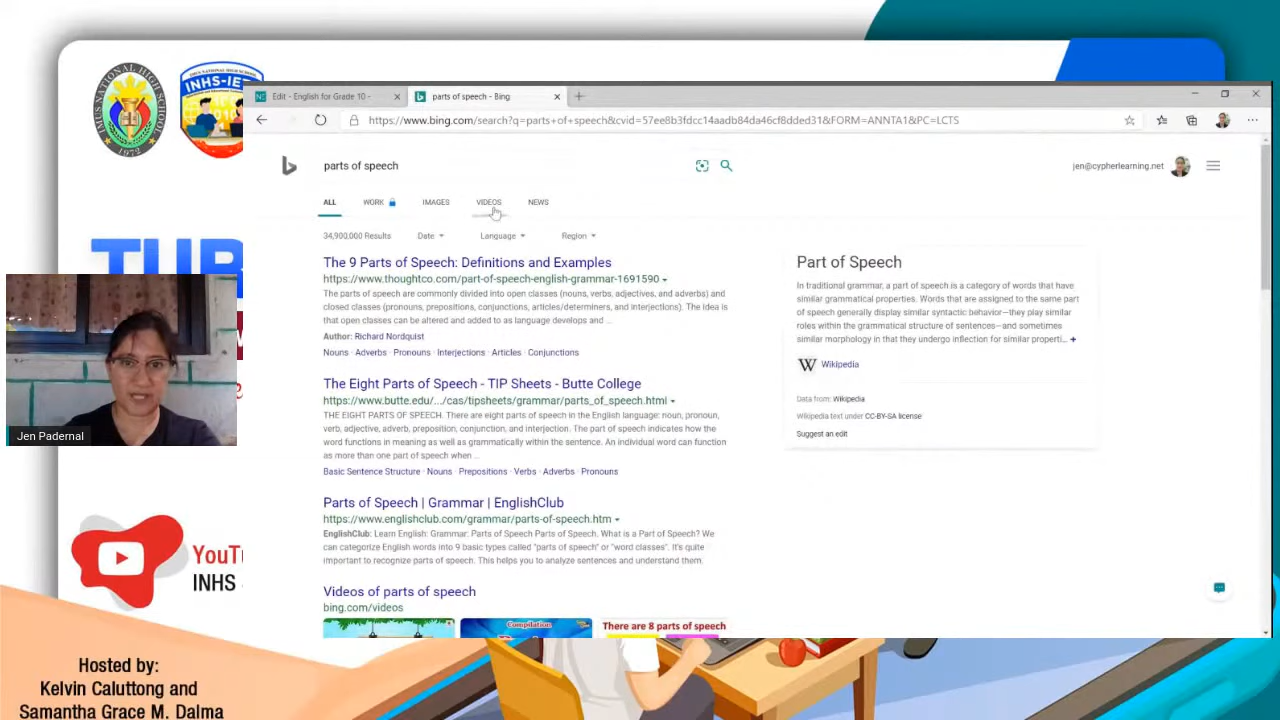 IMUS NATIONAL HIGH SCHOOL
1972
INHS-IET
Edit - English for Grade 10 -
parts of speech - Bing
https://www.bing.com/search?q=parts+of+speech&cvid=57ee8b3fdcc14aadb84da46cf8dded31&FORM=ANNTA1&PC=LCTS
parts of speech
jen@cypherlearning.net
ALL WORK IMAGES VIDEOS NEWS
34,900,000 Results Date Language Region
The 9 Parts of Speech: Definitions and Examples
https://www.thoughtco.com/part-of-speech-english-grammar-1691590
The parts of speech are commonly divided into open classes (nouns, verbs, adjectives, and adverbs) and
closed classes (pronouns, prepositions, conjunctions, articles/determiners, and interjections). The idea is
that open classes can be altered and added to as language develops and ...
Author: Richard Nordquist
Nouns · Adverbs · Pronouns · Interjections · Articles · Conjunctions
The Eight Parts of Speech - TIP Sheets - Butte College
https://www.butte.edu/.../cas/tipsheets/grammar/parts_of_speech.html
THE EIGHT PARTS OF SPEECH. There are eight parts of speech in the English language: noun, pronoun,
verb, adjective, adverb, preposition, conjunction, and interjection. The part of speech indicates how the
word functions in meaning as well as grammatically within the sentence. An individual word can function
as more than one part of speech when ...
Basic Sentence Structure · Nouns · Prepositions · Verbs · Adverbs · Pronouns
Parts of Speech | Grammar | EnglishClub
https://www.englishclub.com/grammar/parts-of-speech.htm
EnglishClub: Learn English: Grammar: Parts of Speech Parts of Speech. What is a Part of Speech? We
can categorize English words into 9 basic types called "parts of speech" or "word classes". It's quite
important to recognize parts of speech. This helps you to analyze sentences and understand them.
Videos of parts of speech
bing.com/videos
Compilation
There are 8 parts of speech
Part of Speech
In traditional grammar, a part of speech is a category of words that have
similar grammatical properties. Words that are assigned to the same part
of speech generally display similar syntactic behavior—they play similar
roles within the grammatical structure of sentences—and sometimes
similar morphology in that they undergo inflection for similar properti... +
W Wikipedia
Data from: Wikipedia
Wikipedia text under CC-BY-SA license
Suggest an edit
Jen Padernal
YouTu
INHS
Hosted by:
Kelvin Caluttong and
Samantha Grace M. Dalma